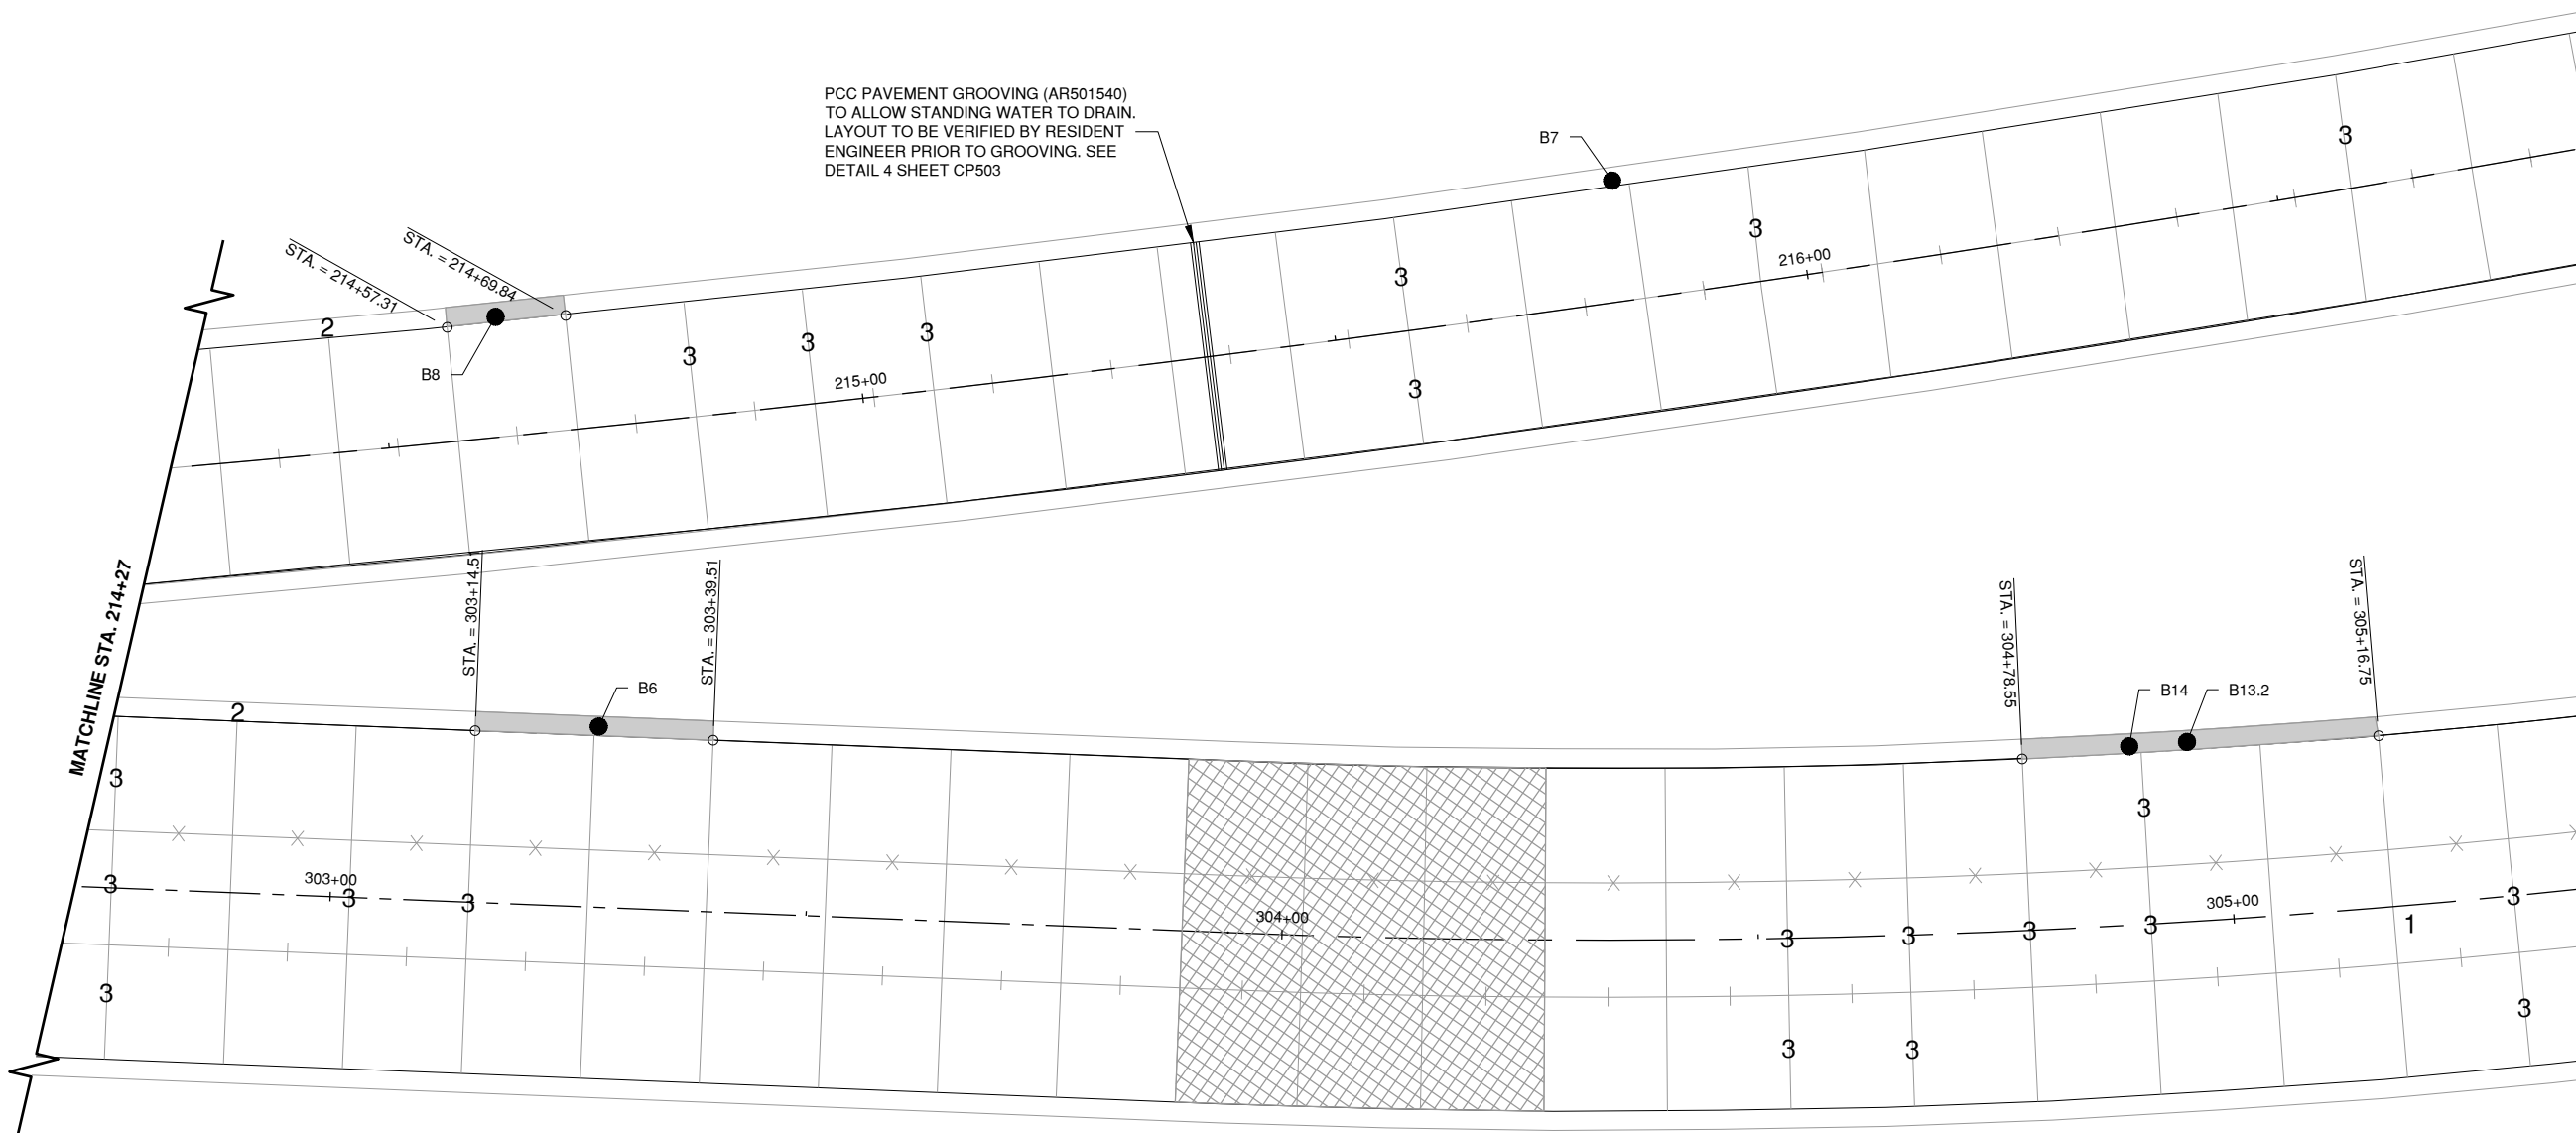 PCC PAVEMENT GROOVING (AR501540)
TO ALLOW STANDING WATER TO DRAIN.
LAYOUT TO BE VERIFIED BY RESIDENT
ENGINEER PRIOR TO GROOVING. SEE
DETAIL 4 SHEET CP503
B7
3
3
216+00
3
3
STA. = 214+57.31
STA. = 214+69.84
2
B8
3
3
3
215+00
MATCHLINE STA. 214+27
STA. = 303+14.51
STA. = 303+39.51
STA. = 304+78.55
STA. = 305+16.75
B6
B14
B13.2
2
3
3
3
303+00
3
3
304+00
3
3
3
3
305+00
1
3
3
3
3
3